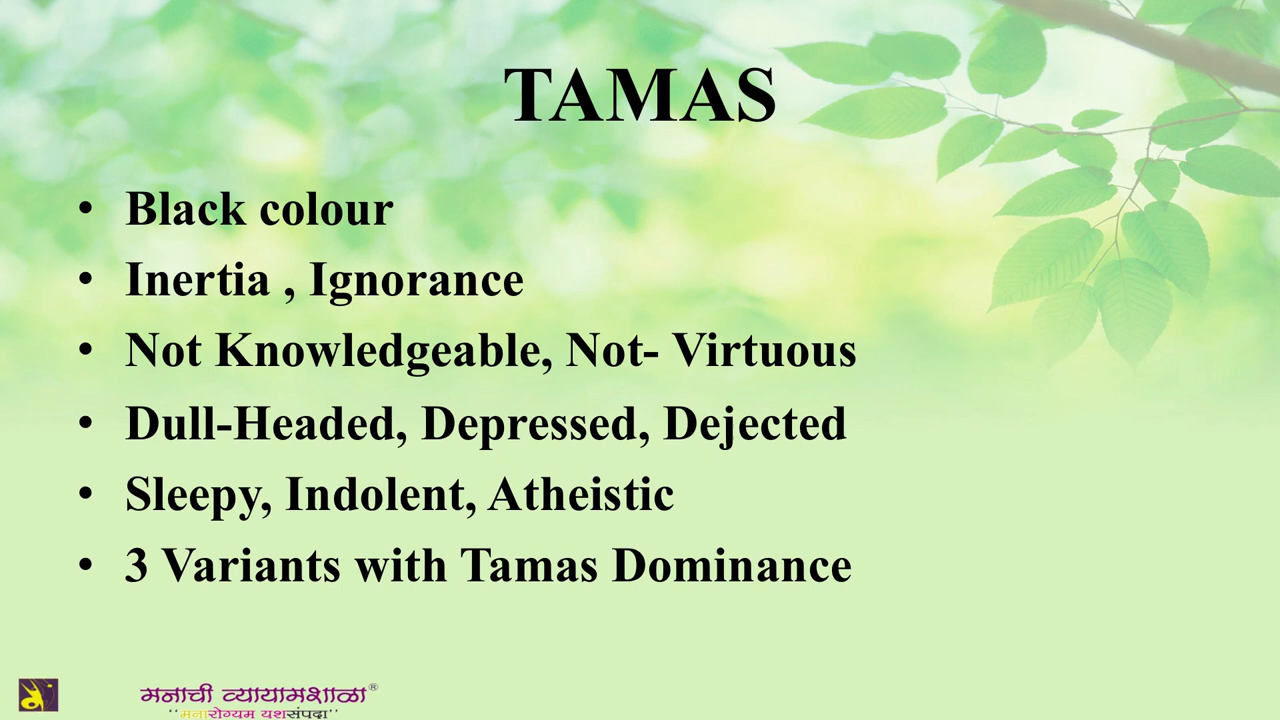 TAMAS
• Black colour
• Inertia , Ignorance
• Not Knowledgeable, Not- Virtuous
• Dull-Headed, Depressed, Dejected
• Sleepy, Indolent, Atheistic
• 3 Variants with Tamas Dominance
मनाची व्यायामशाळा®
“मनारोग्यम यशसंपदा”